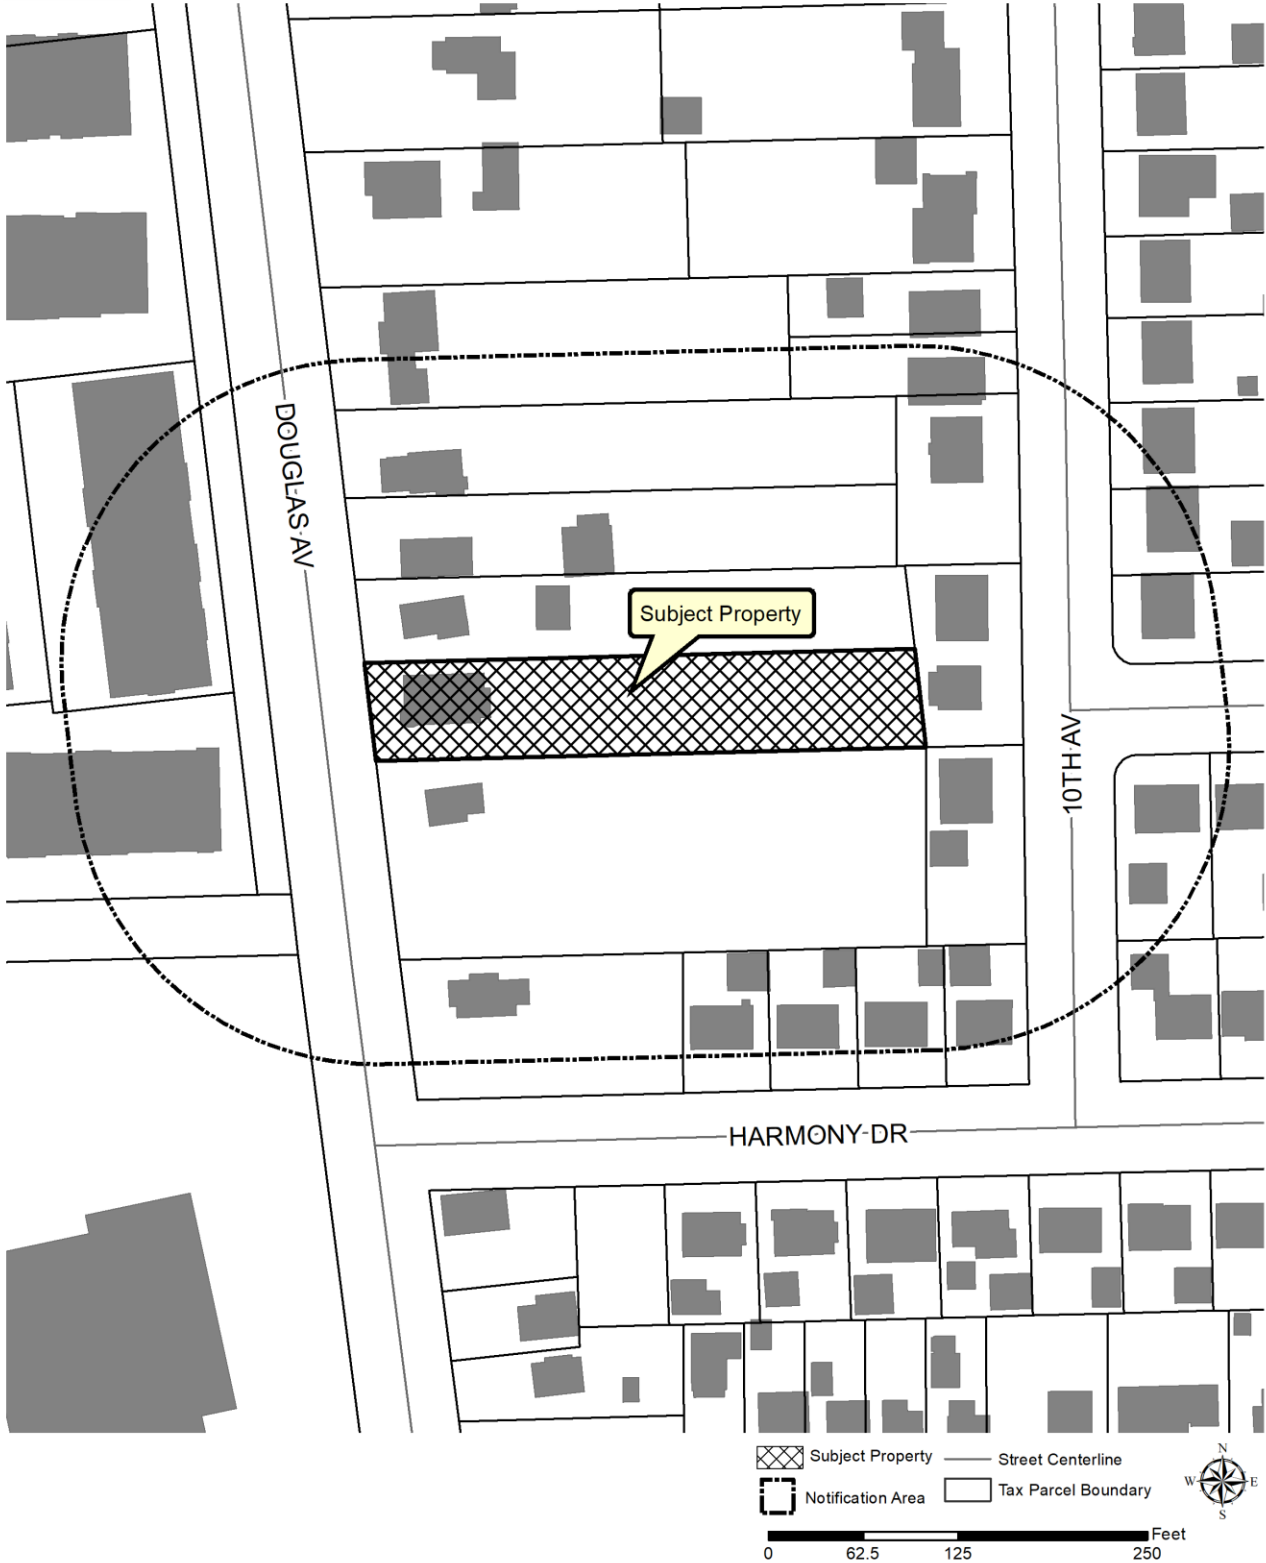 DOUGLAS AV
Subject Property
10TH AV
HARMONY DR
Subject Property
Street Centerline
Notification Area
Tax Parcel Boundary
N
W
E
S
Feet
0
62.5
125
250